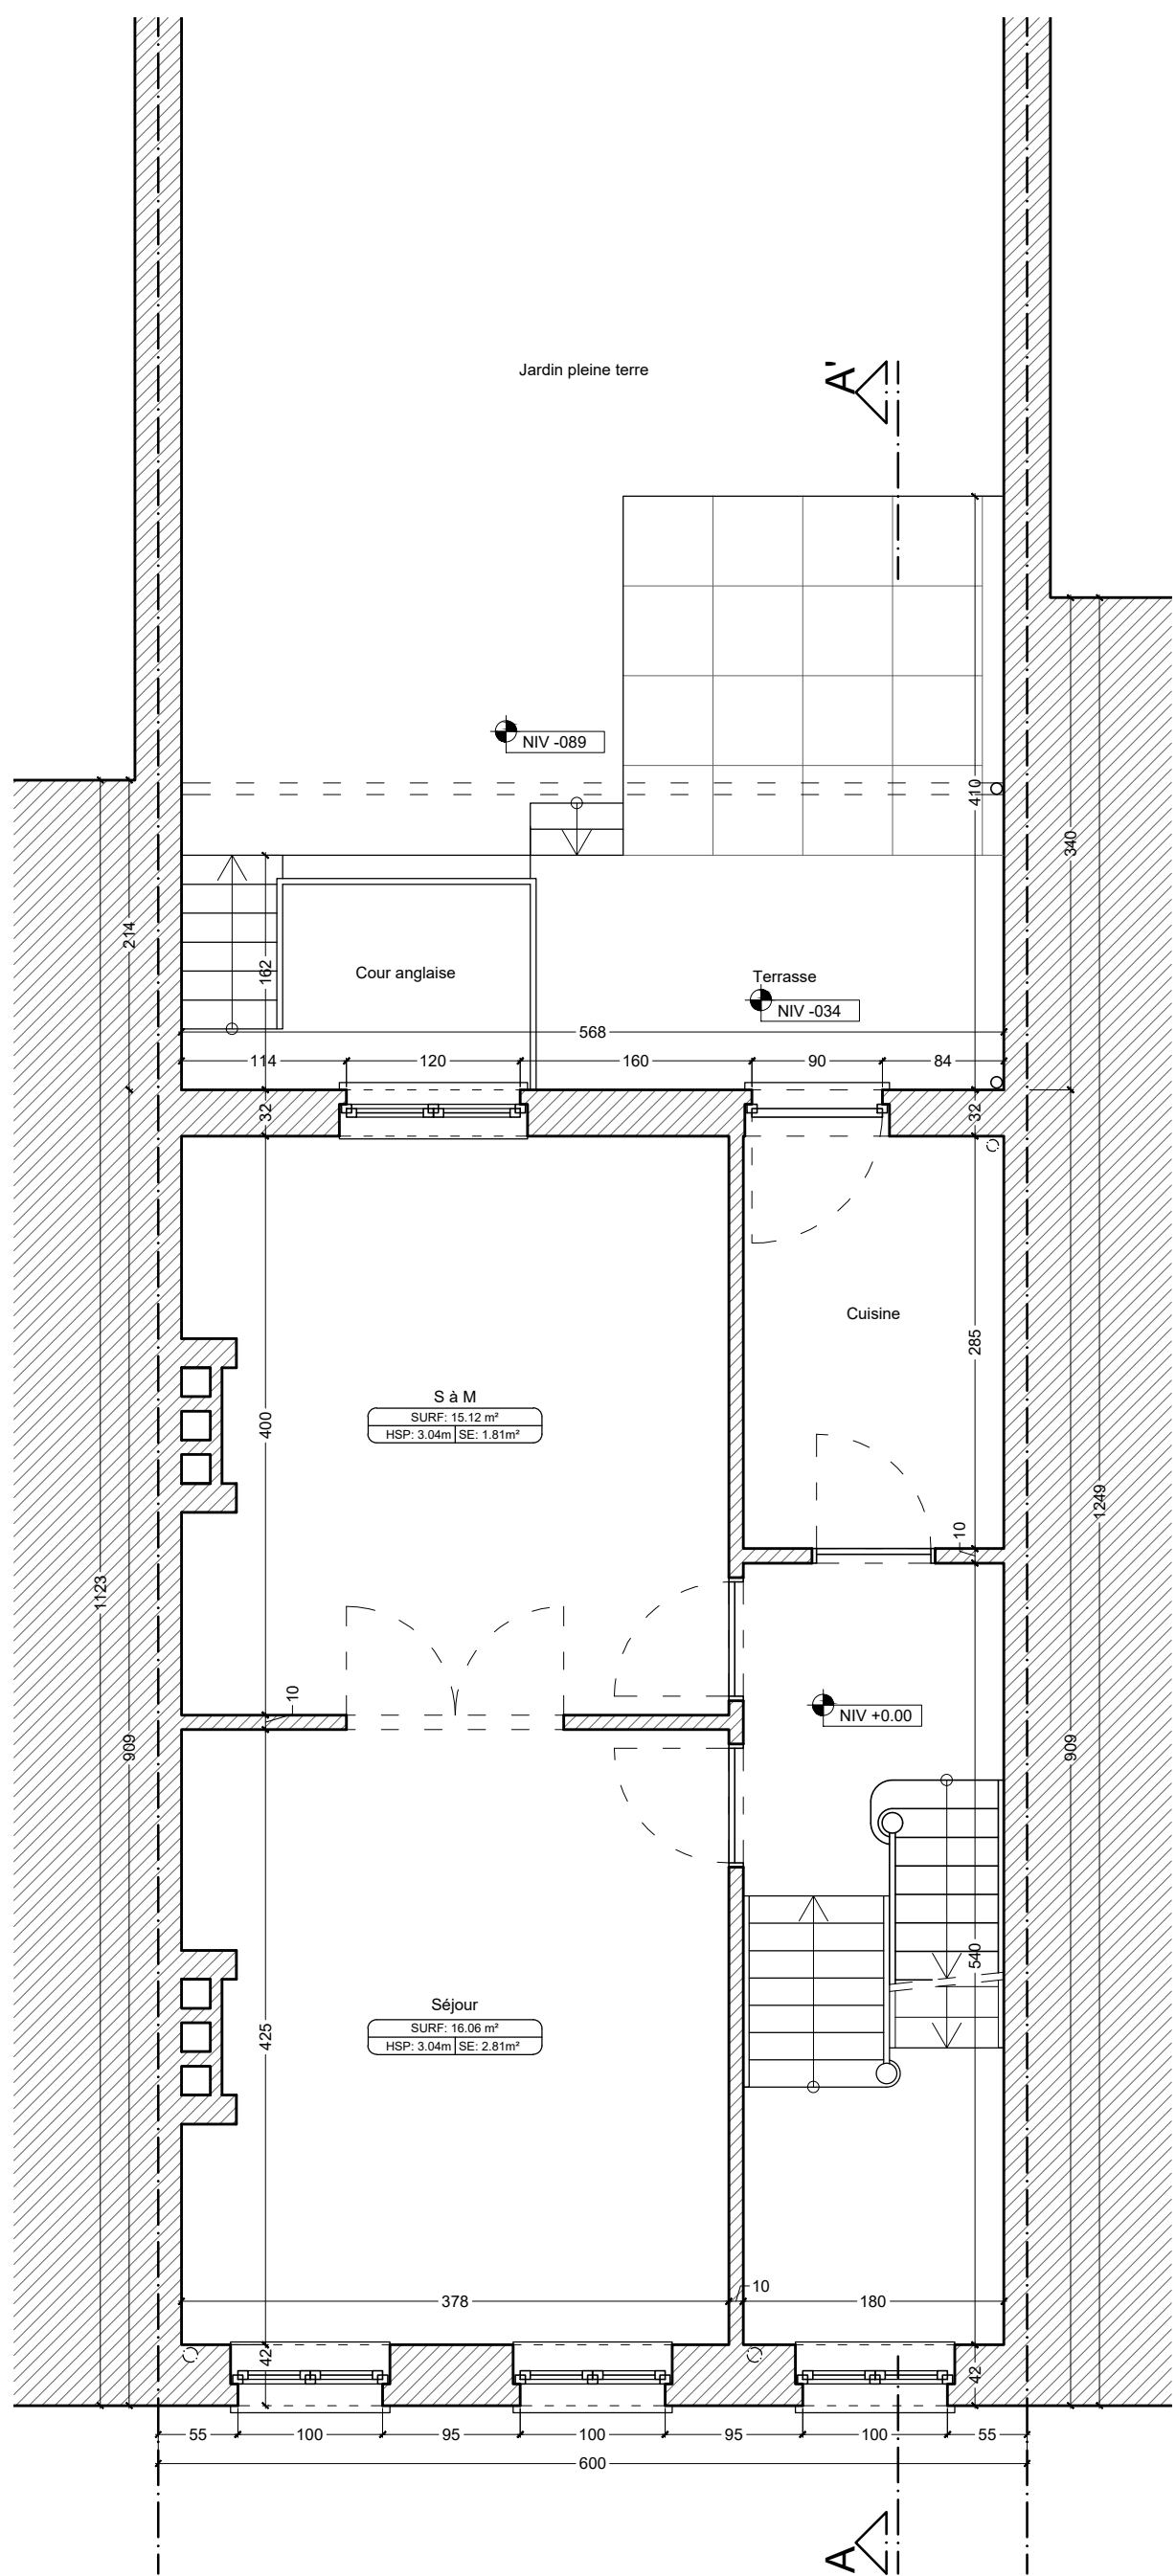 A'
Jardin pleine terre
NIV -089
410
340
214
162
Cour anglaise
Terrasse
NIV -034
568
114
120
160
90
84
32
32
Cuisine
285
S à M
SURF: 15.12 m²
HSP: 3.04m SE: 1.81m²
400
1249
10
1123
10
NIV +0.00
909
909
540
Séjour
SURF: 16.06 m²
HSP: 3.04m SE: 2.81m²
425
10
378
180
42
42
55
100
95
100
95
100
55
600
A